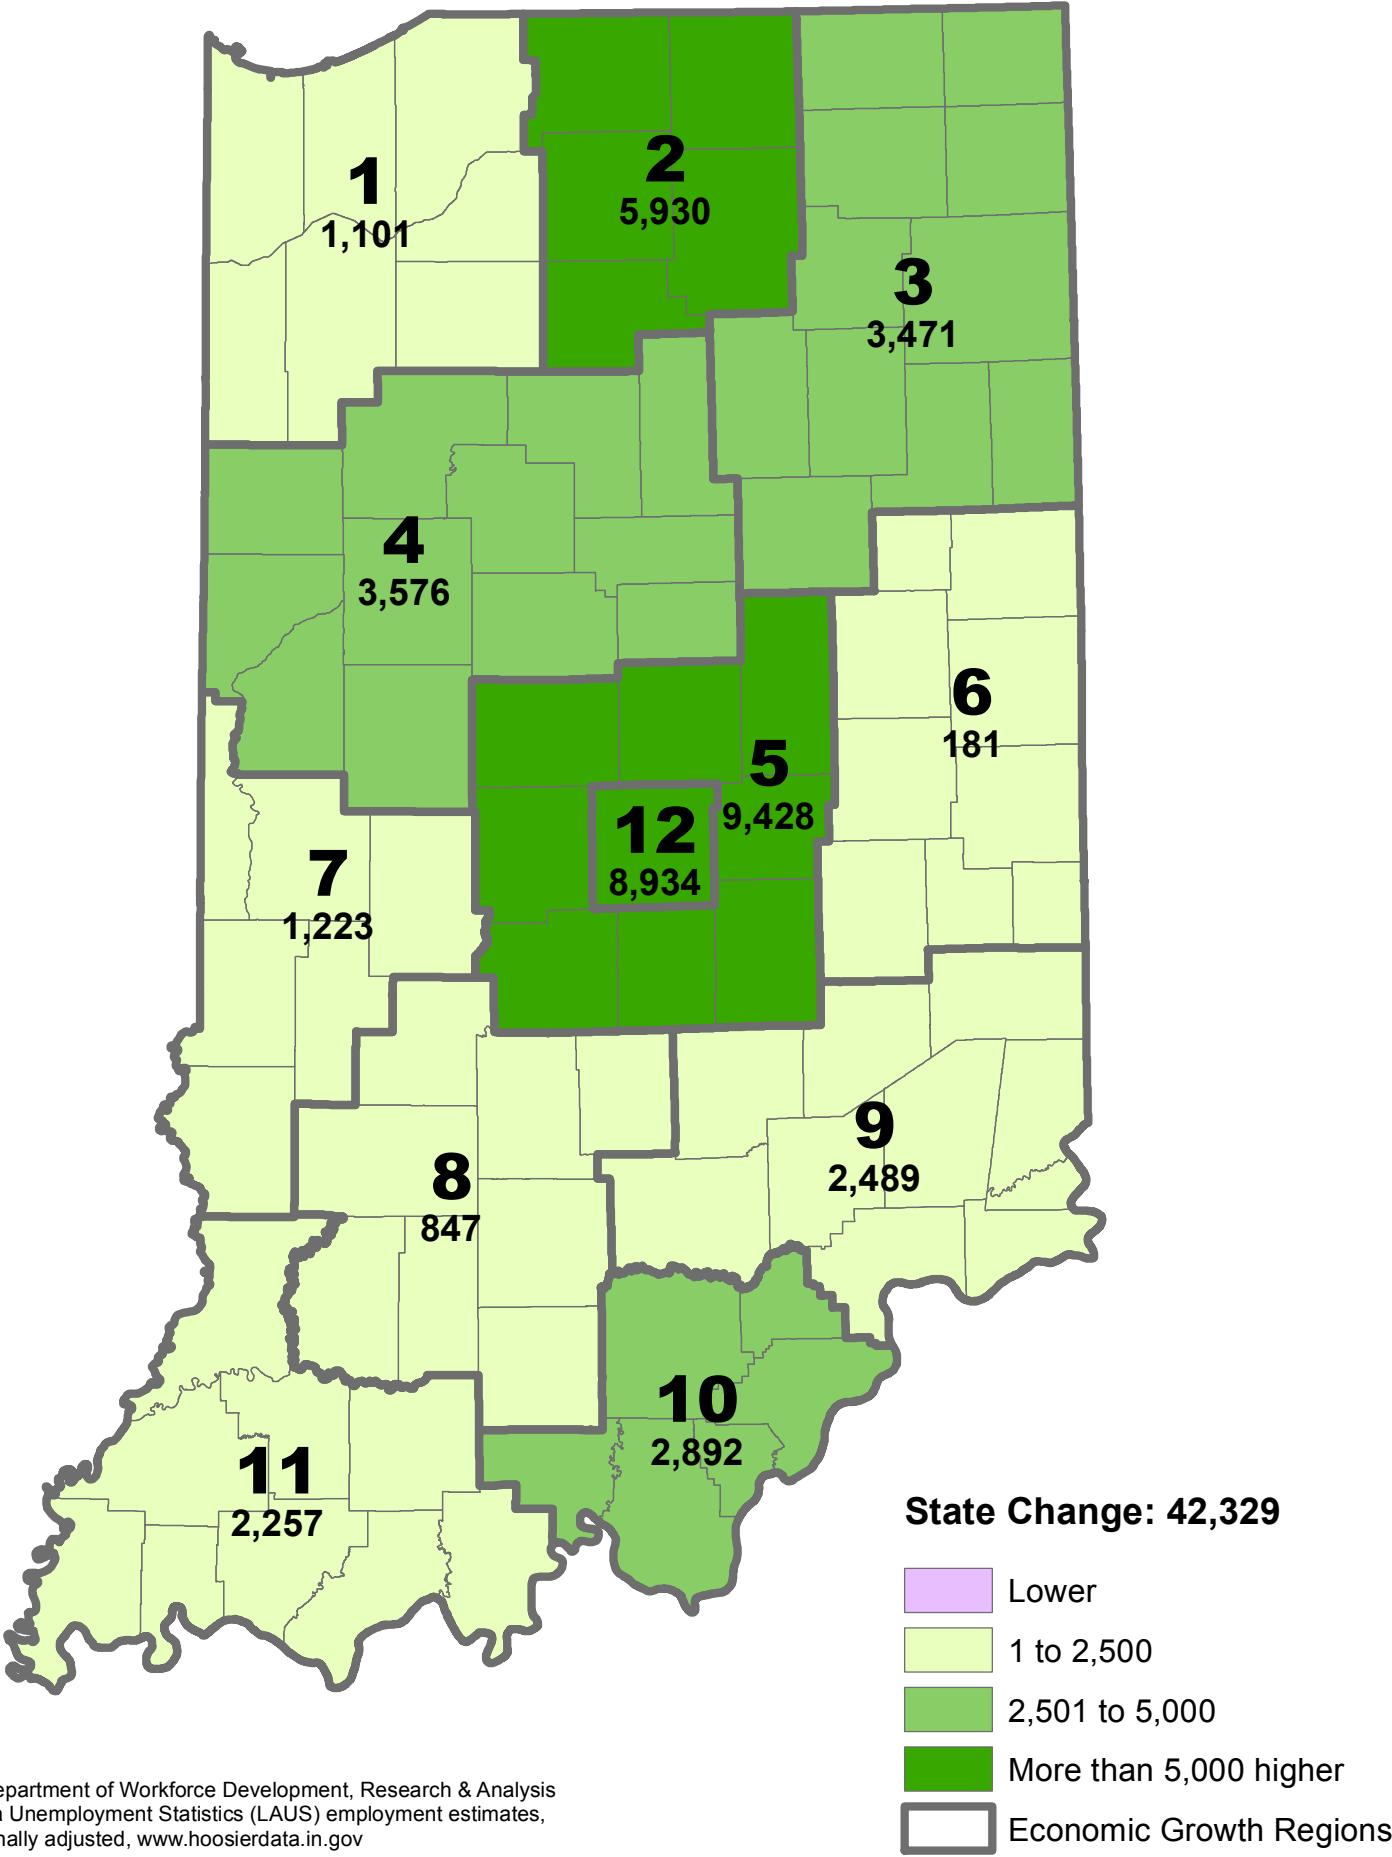 1
1,101
2
5,930
3
3,471
4
3,576
5
9,428
6
181
12
8,934
7
1,223
8
847
9
2,489
10
2,892
11
2,257
State Change: 42,329
Lower
1 to 2,500
2,501 to 5,000
More than 5,000 higher
Economic Growth Regions
epartment of Workforce Development, Research & Analysis
Unemployment Statistics (LAUS) employment estimates,
nally adjusted, www.hoosierdata.in.gov